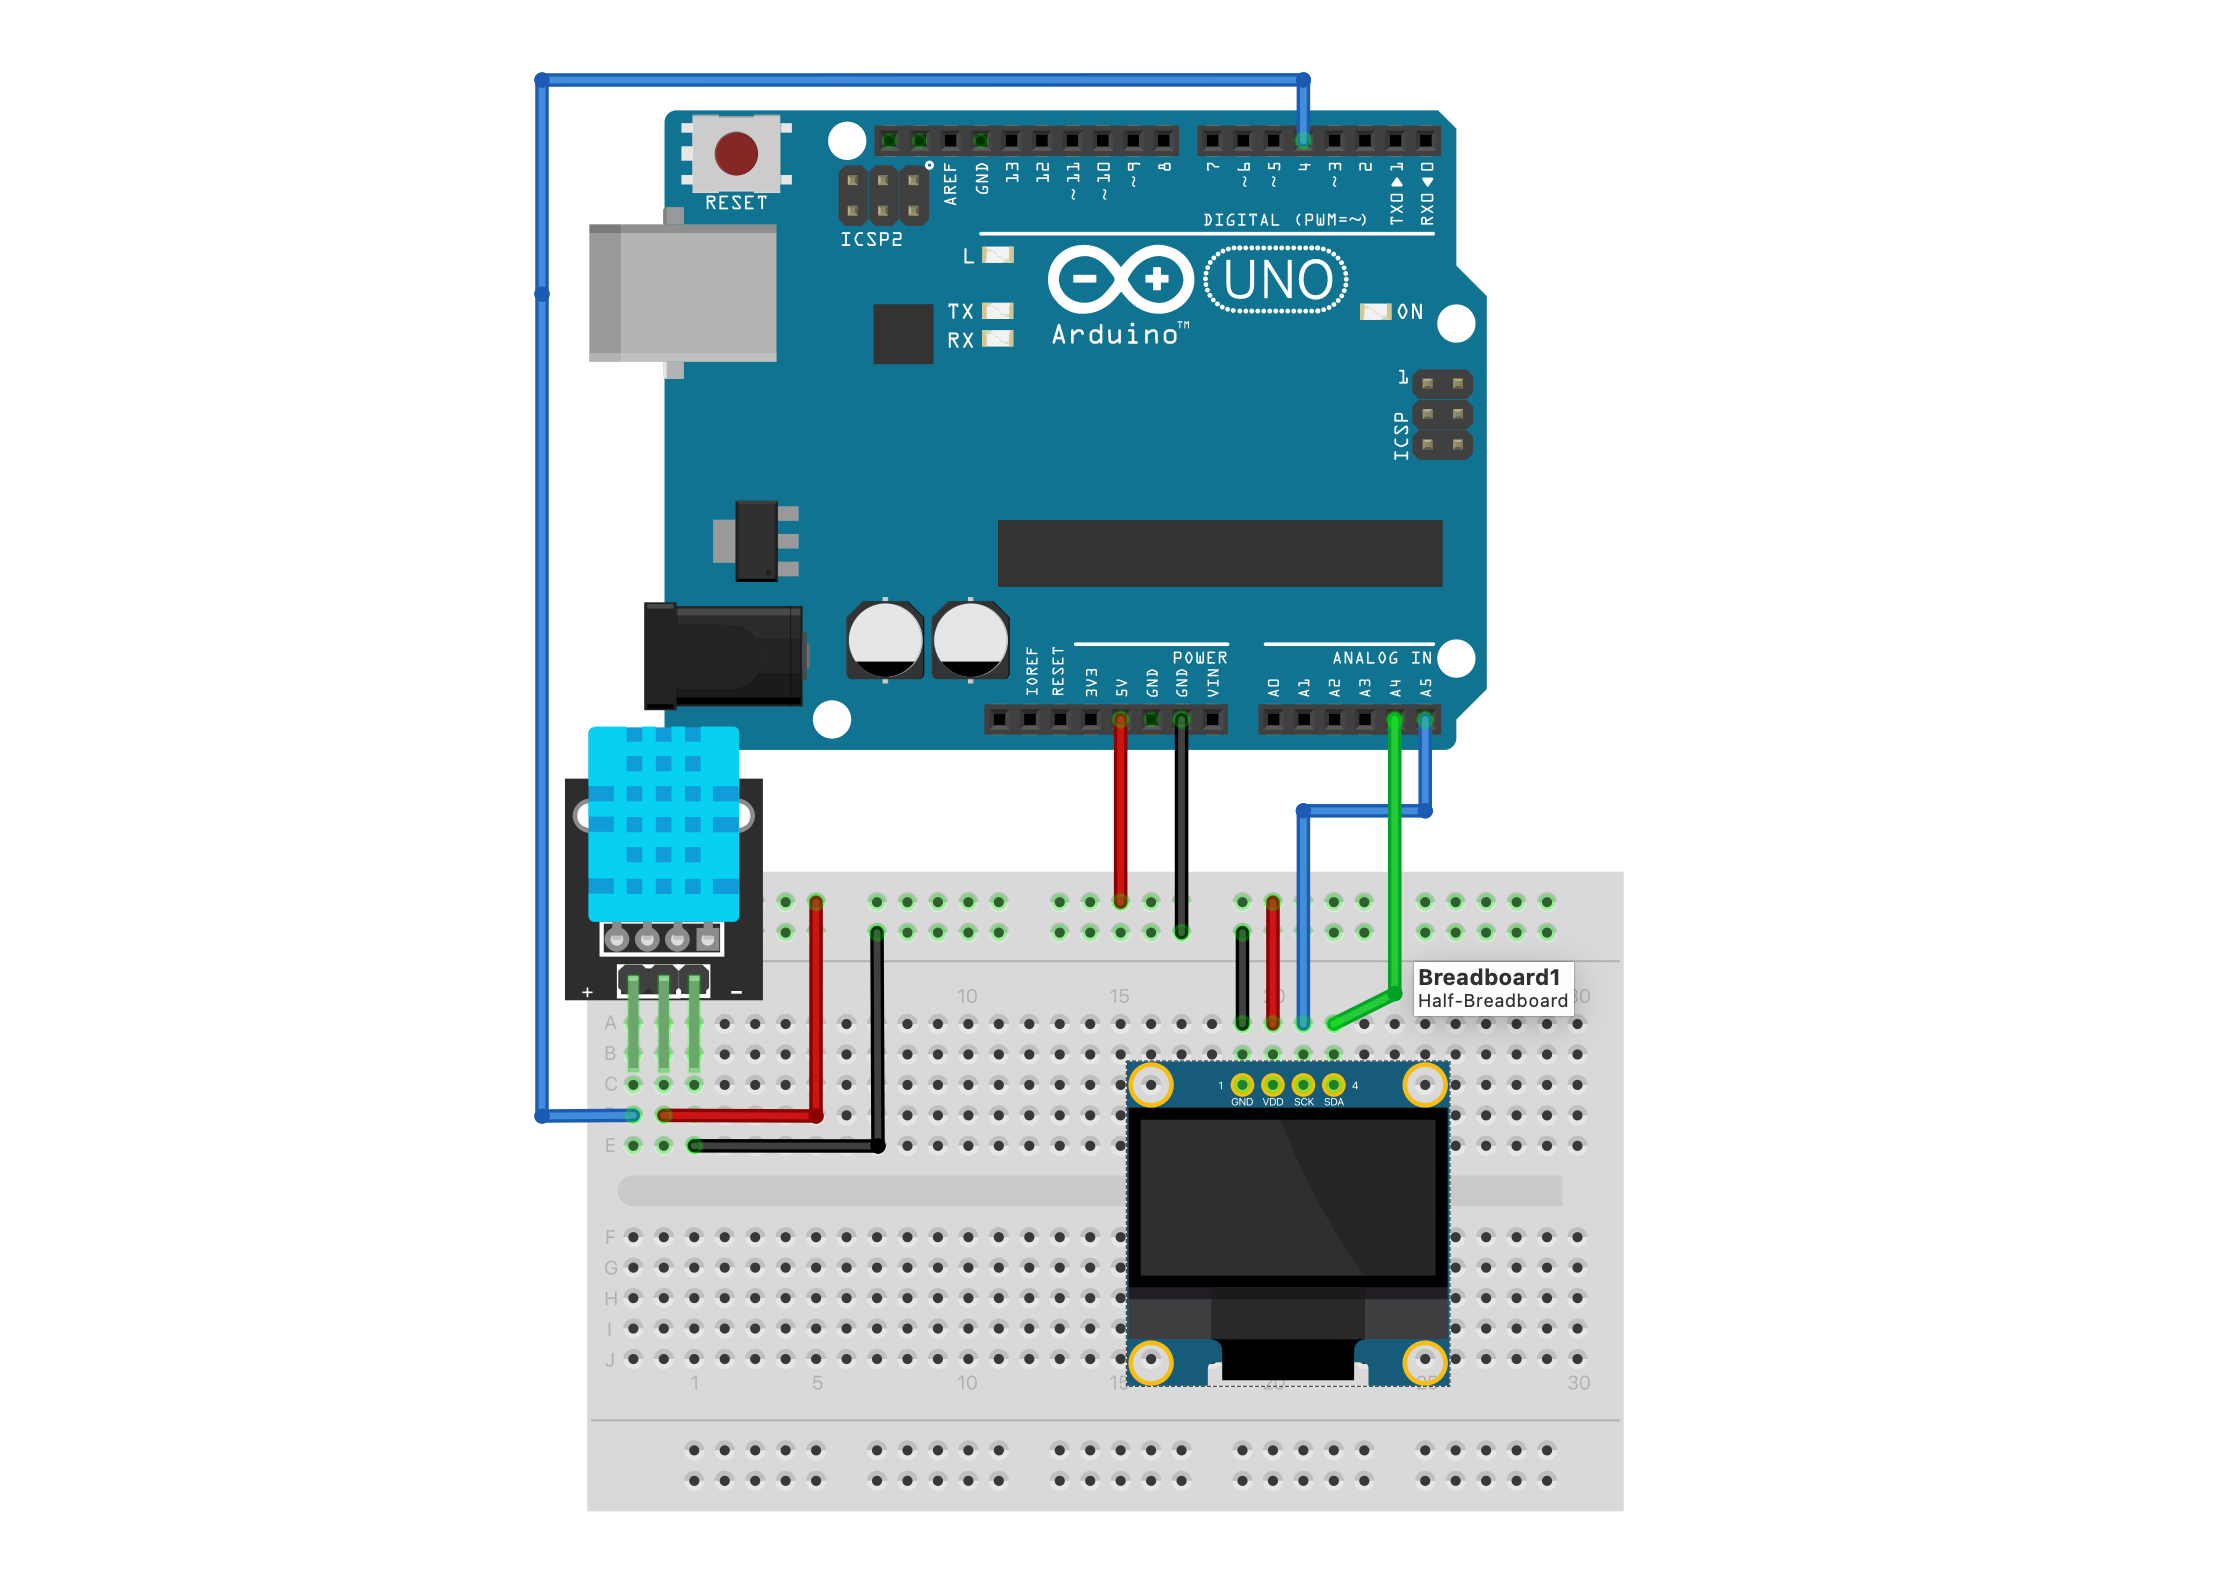 RESET
ICSP2
AREF
GND
13
12
~11
~10
~9
8
7
~6
~5
4
~3
2
TX0▶1
RX0◀0
DIGITAL (PWM=~)
L
TX
RX
UNO
Arduino™
ON
1
ICSP
IOREF
RESET
3V3
5V
GND
GND
VIN
POWER
A0
A1
A2
A3
A4
A5
ANALOG IN
+
−
10
15
20
30
Breadboard1
Half-Breadboard
A
B
C
E
1
4
GND VDD SCK SDA
F
G
H
I
J
1
5
10
15
20
25
30